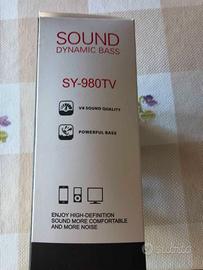 SOUND
DYNAMIC BASS
SY-980TV
V8 SOUND QUALITY
POWERFUL BASS
ENJOY HIGH-DEFINITION
SOUND MORE COMFORTABLE
AND MORE NOISE
subito